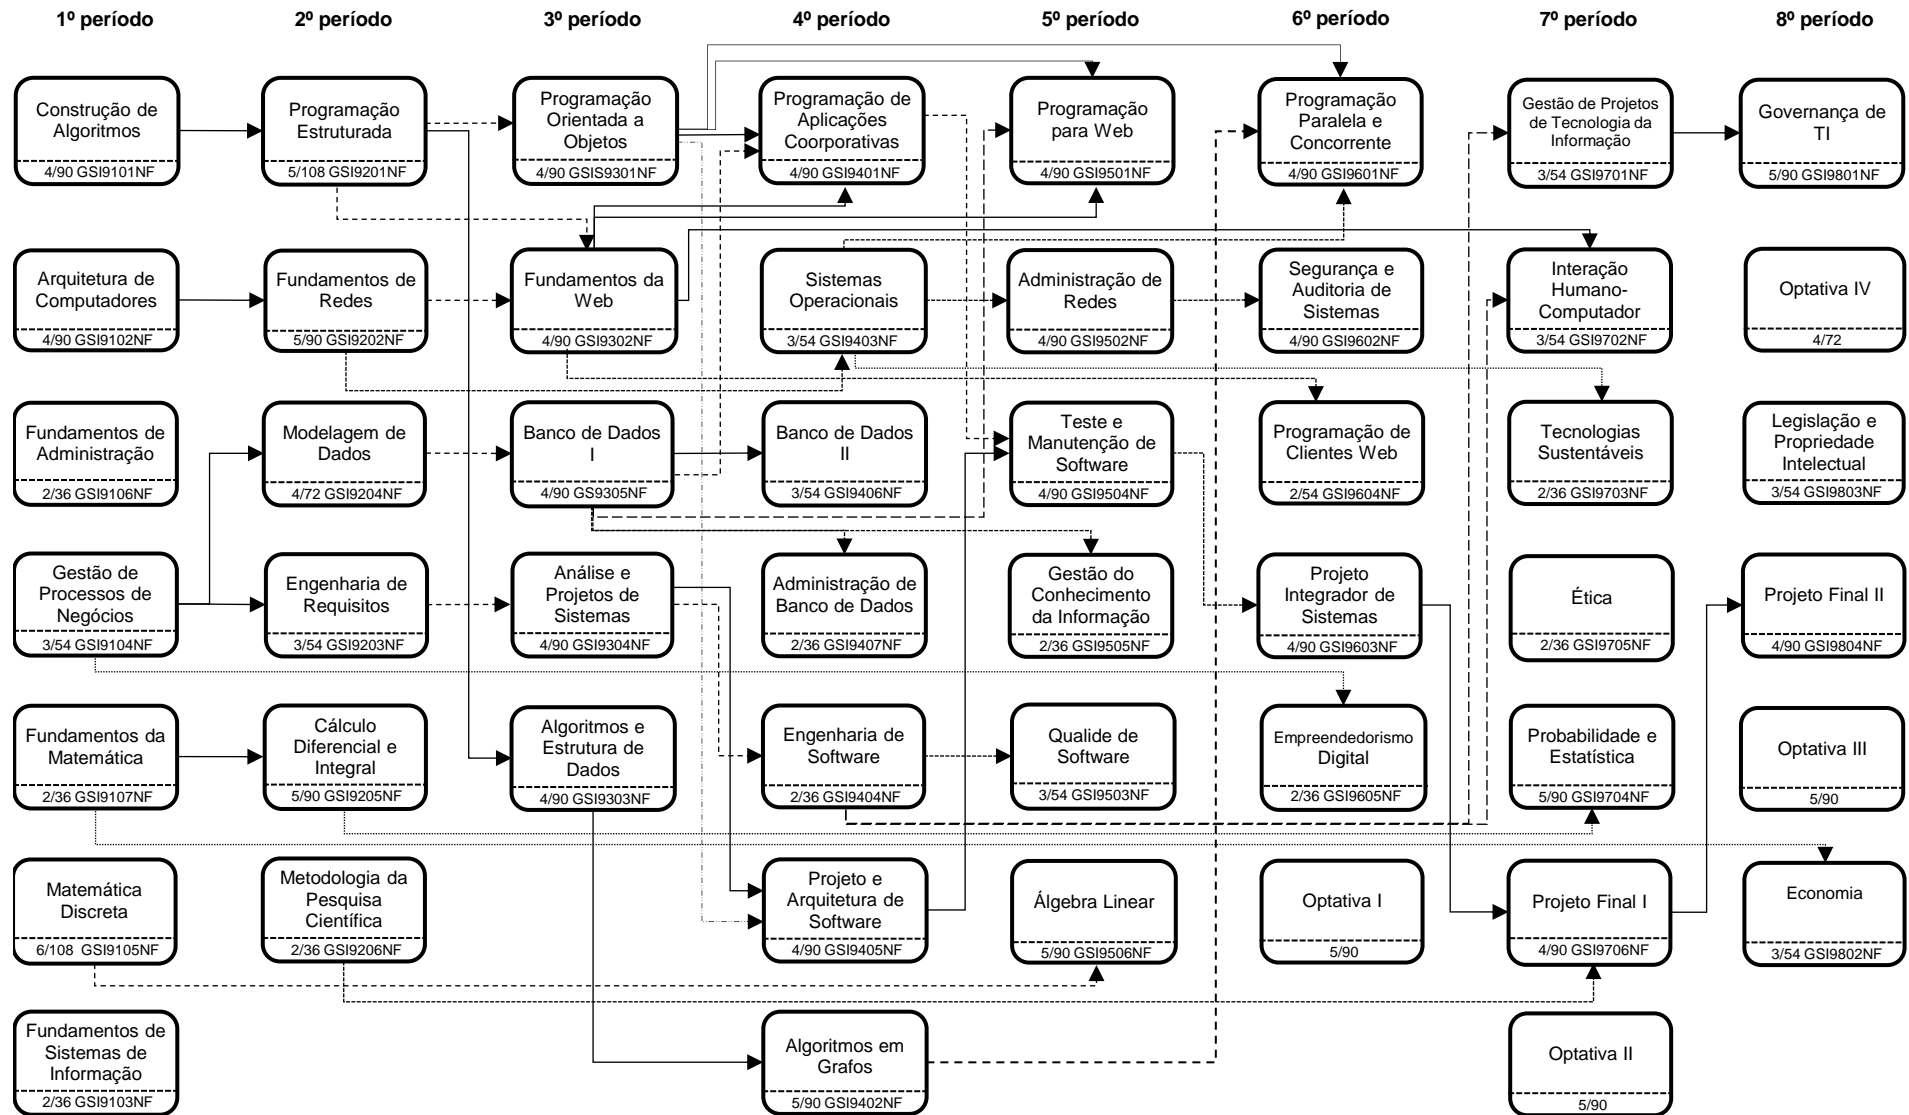 1º período
2º período
3º período
4º período
5º período
6º período
7º período
8º período
Construção de
Algoritmos
4/90 GSI9101NF
Programação
Estruturada
5/108 GSI9201NF
Programação
Orientada a
Objetos
4/90 GSIS9301NF
Programação de
Aplicações
Coorporativas
4/90 GSI9401NF
Programação
para Web
4/90 GSI9501NF
Programação
Paralela e
Concorrente
4/90 GSI9601NF
Gestão de Projetos
de Tecnologia da
Informação
3/54 GSI9701NF
Governança de
TI
5/90 GSI9801NF
Arquitetura de
Computadores
4/90 GSI9102NF
Fundamentos de
Redes
5/90 GSI9202NF
Fundamentos da
Web
4/90 GSI9302NF
Sistemas
Operacionais
3/54 GSI9403NF
Administração de
Redes
4/90 GSI9502NF
Segurança e
Auditoria de
Sistemas
4/90 GSI9602NF
Interação
Humano-
Computador
3/54 GSI9702NF
Optativa IV
4/72
Fundamentos de
Administração
2/36 GSI9106NF
Modelagem de
Dados
4/72 GSI9204NF
Banco de Dados
I
4/90 GS9305NF
Banco de Dados
II
3/54 GSI9406NF
Teste e
Manutenção de
Software
4/90 GSI9504NF
Programação de
Clientes Web
2/54 GSI9604NF
Tecnologias
Sustentáveis
2/36 GSI9703NF
Legislação e
Propriedade
Intelectual
3/54 GSI9803NF
Gestão de
Processos de
Negócios
3/54 GSI9104NF
Engenharia de
Requisitos
3/54 GSI9203NF
Análise e
Projetos de
Sistemas
4/90 GSI9304NF
Administração de
Banco de Dados
2/36 GSI9407NF
Gestão do
Conhecimento
da Informação
2/36 GSI9505NF
Projeto
Integrador de
Sistemas
4/90 GSI9603NF
Ética
2/36 GSI9705NF
Projeto Final II
4/90 GSI9804NF
Fundamentos da
Matemática
2/36 GSI9107NF
Cálculo
Diferencial e
Integral
5/90 GSI9205NF
Algoritmos e
Estrutura de
Dados
4/90 GSI9303NF
Engenharia de
Software
2/36 GSI9404NF
Qualide de
Software
3/54 GSI9503NF
Empreendedorismo
Digital
2/36 GSI9605NF
Probabilidade e
Estatística
5/90 GSI9704NF
Optativa III
5/90
Matemática
Discreta
6/108 GSI9105NF
Metodologia da
Pesquisa
Científica
2/36 GSI9206NF
Projeto e
Arquitetura de
Software
4/90 GSI9405NF
Álgebra Linear
5/90 GSI9506NF
Optativa I
5/90
Projeto Final I
4/90 GSI9706NF
Economia
3/54 GSI9802NF
Fundamentos de
Sistemas de
Informação
2/36 GSI9103NF
Algoritmos em
Grafos
5/90 GSI9402NF
Optativa II
5/90